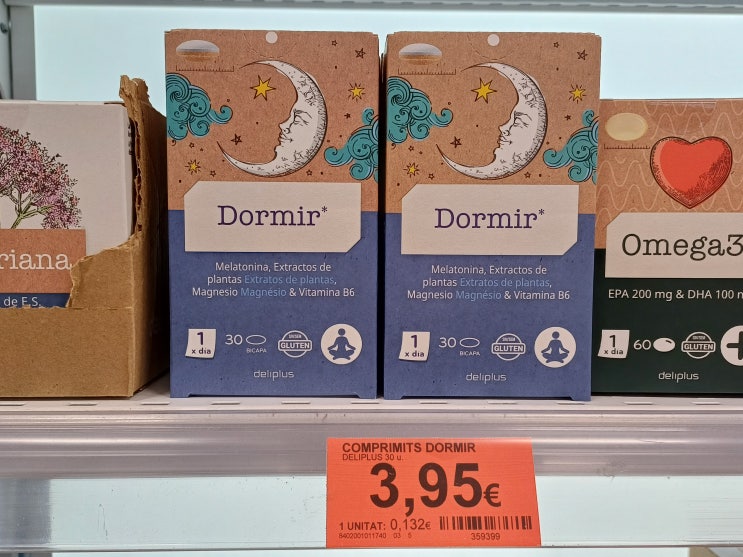 riana
de E.S.
Dormir*
Melatonina, Extractos de
plantas Extratos de plantas,
Magnesio Magnésio & Vitamina B6
1
x dia
30
BICAPA
GLUTEN
deliplus
Dormir*
Melatonina, Extractos de
plantas Extratos de plantas,
Magnesio Magnésio & Vitamina B6
1
x dia
30
BICAPA
GLUTEN
deliplus
Omega3
EPA 200 mg & DHA 100 m
1
x dia
60
GLUTEN
deliplus
COMPRIMITS DORMIR
DELIPLUS 30 u.
3,95€
1 UNITAT: 0,132€
8402001011740 03 5
359399